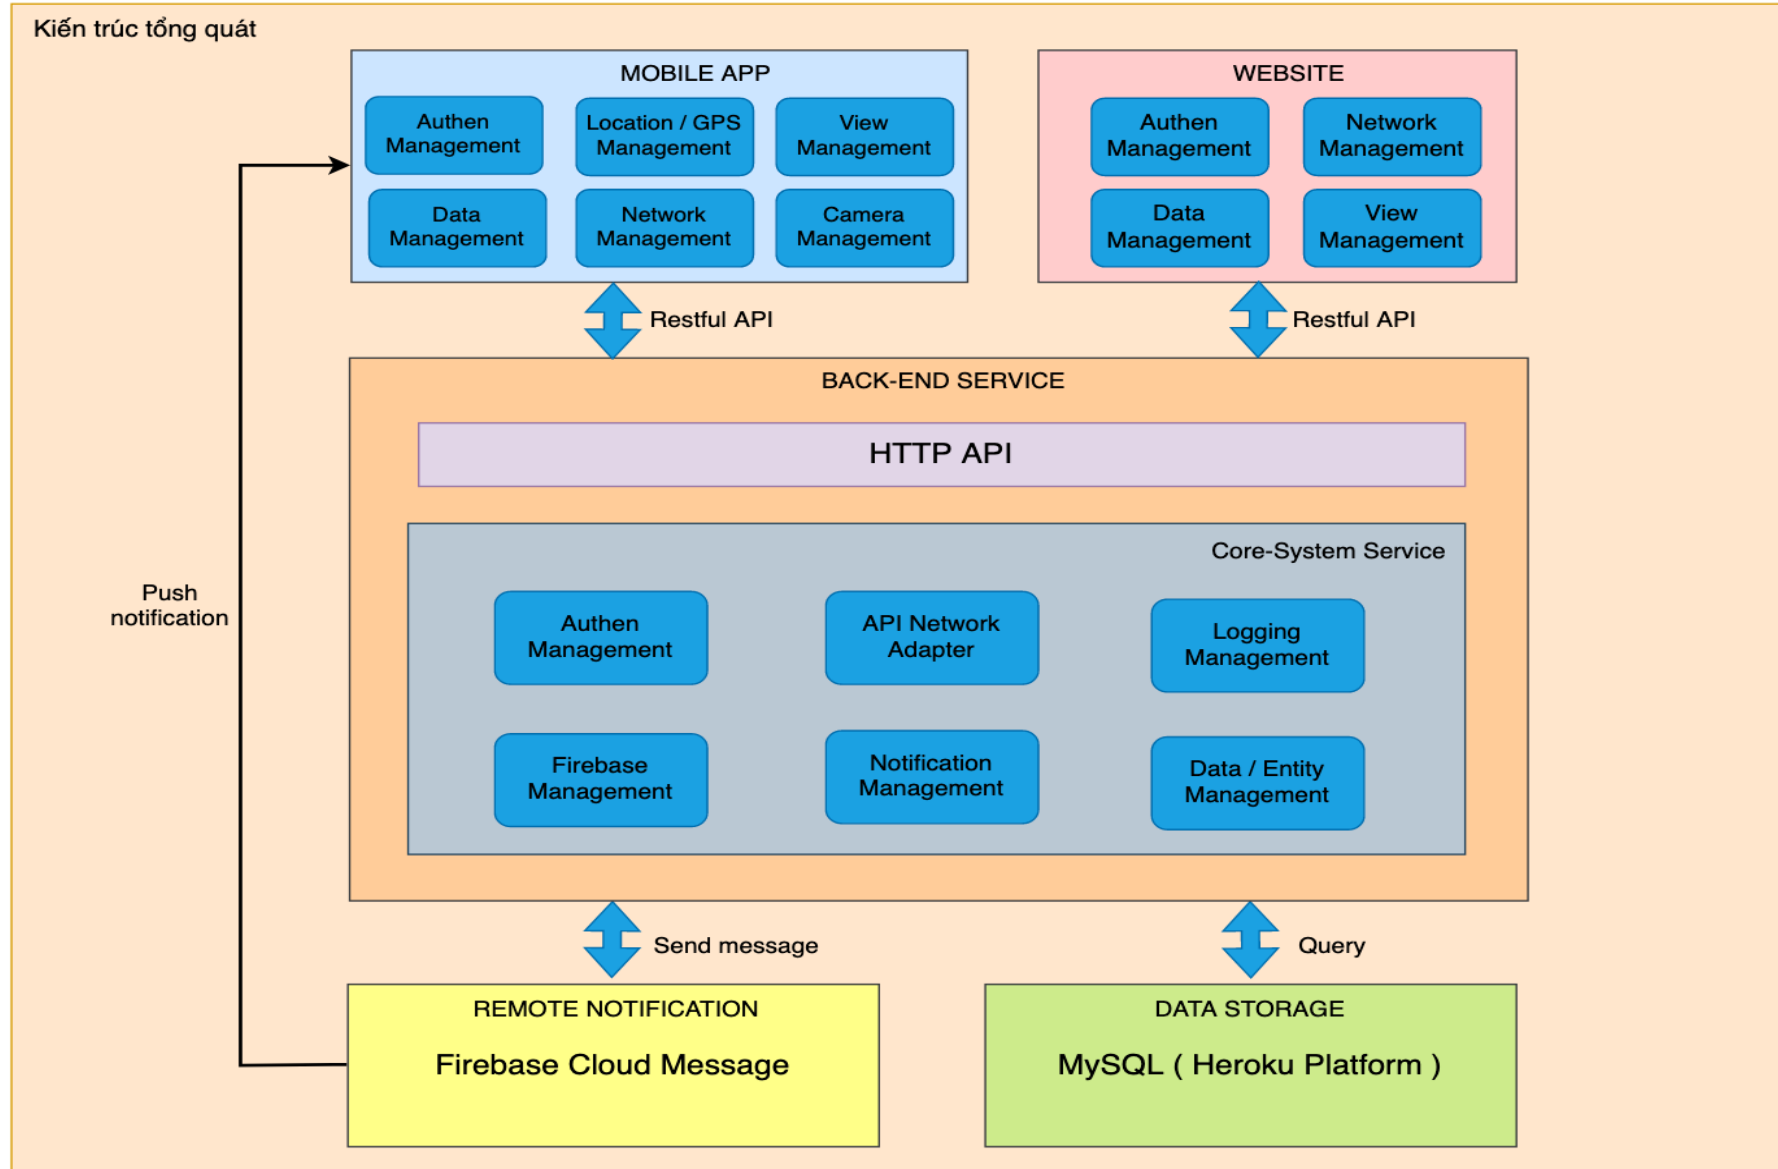 Kiến trúc tổng quát
MOBILE APP
Authen
Management
Location / GPS
Management
View
Management
Data
Management
Network
Management
Camera
Management
WEBSITE
Authen
Management
Network
Management
Data
Management
View
Management
Restful API
Restful API
BACK-END SERVICE
HTTP API
Core-System Service
Authen
Management
API Network
Adapter
Logging
Management
Firebase
Management
Notification
Management
Data / Entity
Management
Push
notification
Send message
Query
REMOTE NOTIFICATION
Firebase Cloud Message
DATA STORAGE
MySQL ( Heroku Platform )